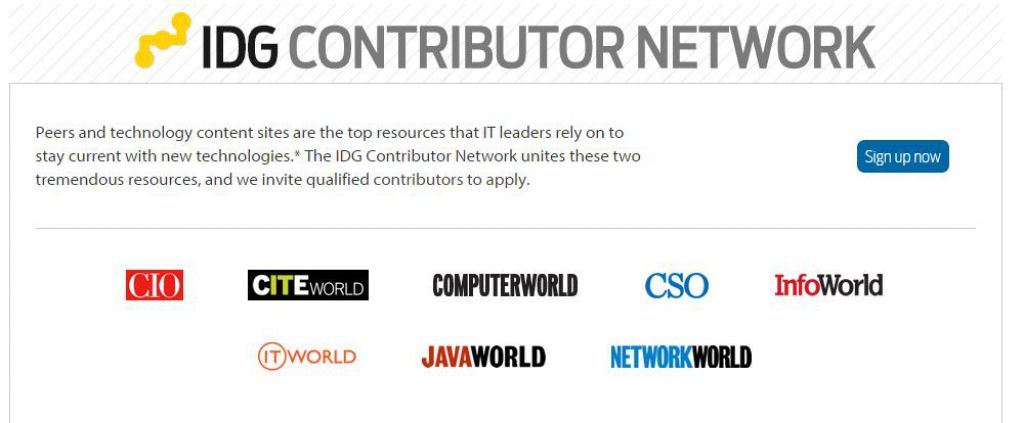 IDG CONTRIBUTOR NETWORK
Peers and technology content sites are the top resources that IT leaders rely on to
stay current with new technologies.* The IDG Contributor Network unites these two
tremendous resources, and we invite qualified contributors to apply.
Sign up now
CIO CITEWORLD COMPUTERWORLD CSO InfoWorld
ITWORLD JAVAWORLD NETWORKWORLD